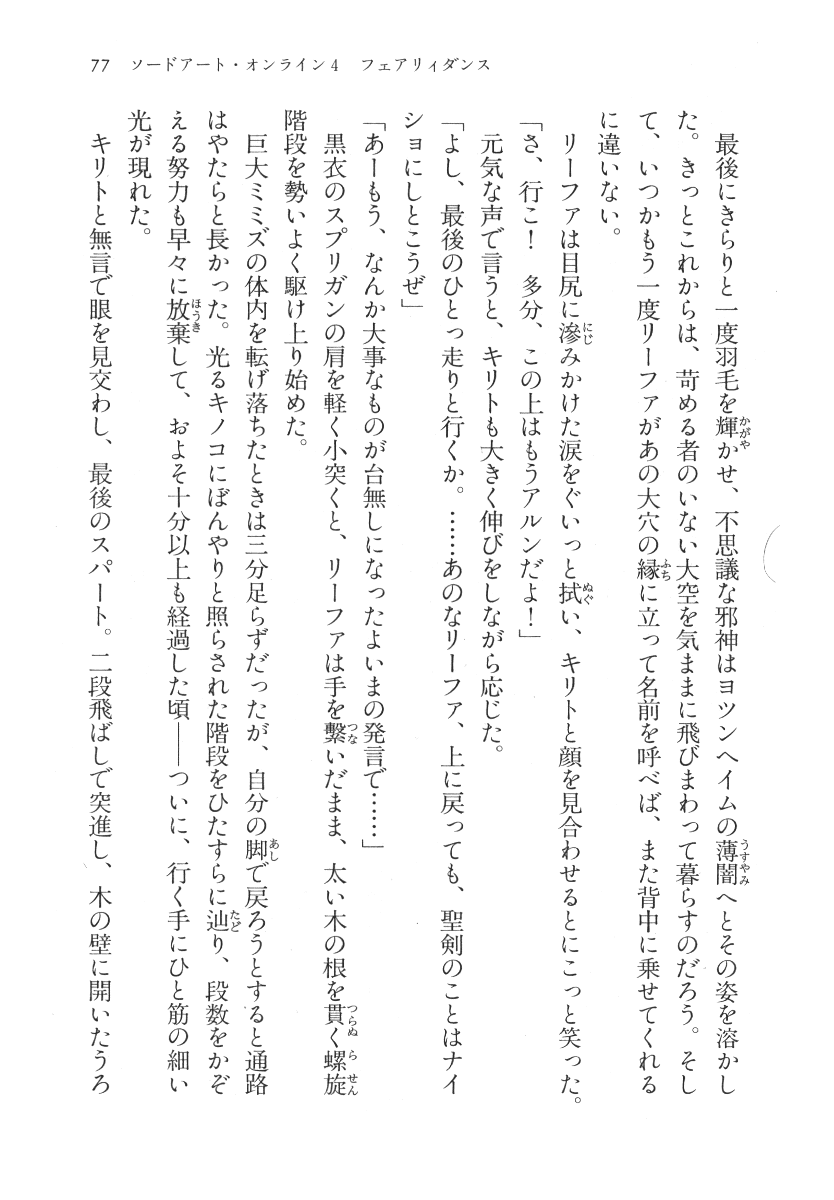 77　ソードアート・オンライン4　フェアリィダンス
　最後にきらりと一度羽毛を輝かせ、不思議な邪神はヨツンヘイムの薄闇へとその姿を溶かし
た。きっとこれからは、苛める者のいない大空を気ままに飛びまわって暮らすのだろう。そし
て、いつかもう一度リーファがあの大穴の縁に立って名前を呼べば、また背中に乗せてくれる
に違いない。
　リーファは目尻に滲みかけた涙をぐいっと拭い、キリトと顔を見合わせるとにこっと笑った。
「さ、行こ！　多分、この上はもうアルンだよ！」
　元気な声で言うと、キリトも大きく伸びをしながら応じた。
「よし、最後のひとっ走りと行くか。……あのなリーファ、上に戻っても、聖剣のことはナイ
ショにしとこうぜ」
「あーもう、なんか大事なものが台無しになったよいまの発言で……」
　黒衣のスプリガンの肩を軽く小突くと、リーファは手を繋いだまま、太い木の根を貫く螺旋
階段を勢いよく駆け上り始めた。
　巨大ミミズの体内を転げ落ちたときは三分足らずだったが、自分の脚で戻ろうとすると通路
はやたらと長かった。光るキノコにぼんやりと照らされた階段をひたすらに辿り、段数をかぞ
える努力も早々に放棄して、およそ十分以上も経過した頃——ついに、行く手にひと筋の細い
光が現れた。
　キリトと無言で眼を見交わし、最後のスパート。二段飛ばしで突進し、木の壁に開いたうろ